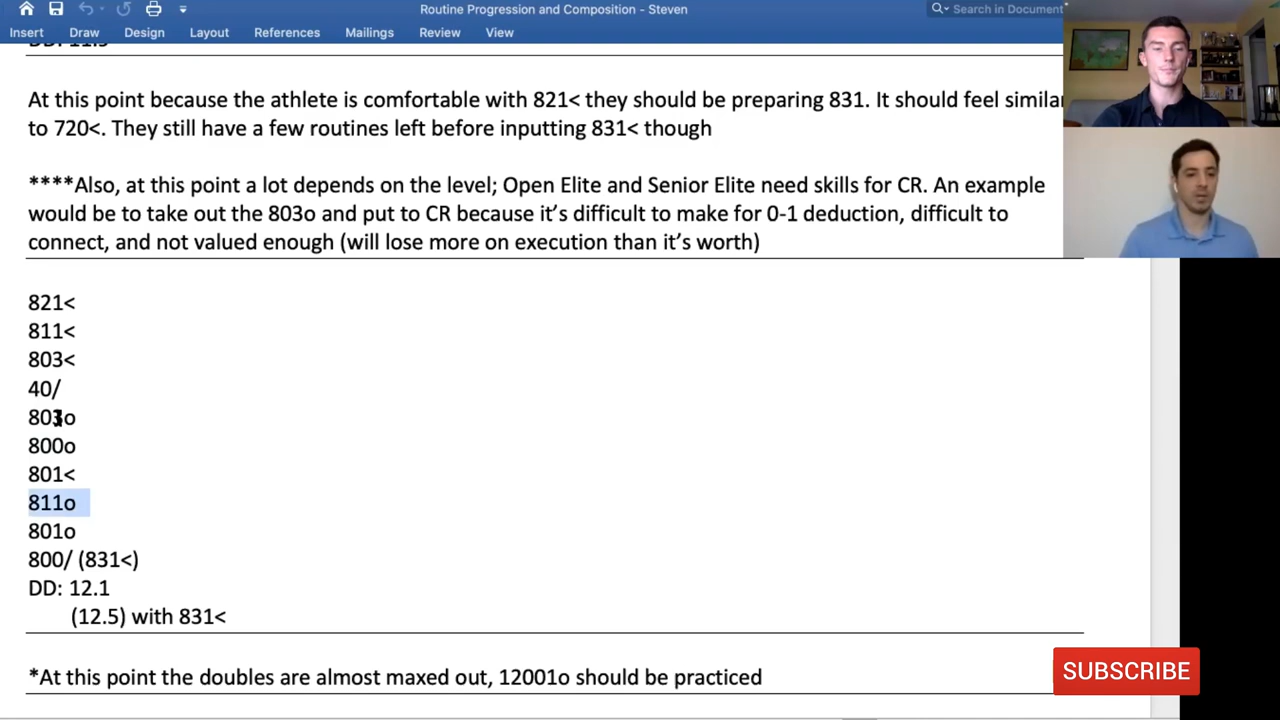 Routine Progression and Composition - Steven
Search in Document
Insert Draw Design Layout References Mailings Review View
DD: 11.9
At this point because the athlete is comfortable with 821< they should be preparing 831. It should feel similar
to 720<. They still have a few routines left before inputting 831< though
****Also, at this point a lot depends on the level; Open Elite and Senior Elite need skills for CR. An example
would be to take out the 803o and put to CR because it’s difficult to make for 0-1 deduction, difficult to
connect, and not valued enough (will lose more on execution than it’s worth)
821<
811<
803<
40/
803o
800o
801<
811o
801o
800/ (831<)
DD: 12.1
(12.5) with 831<
*At this point the doubles are almost maxed out, 12001o should be practiced
SUBSCRIBE